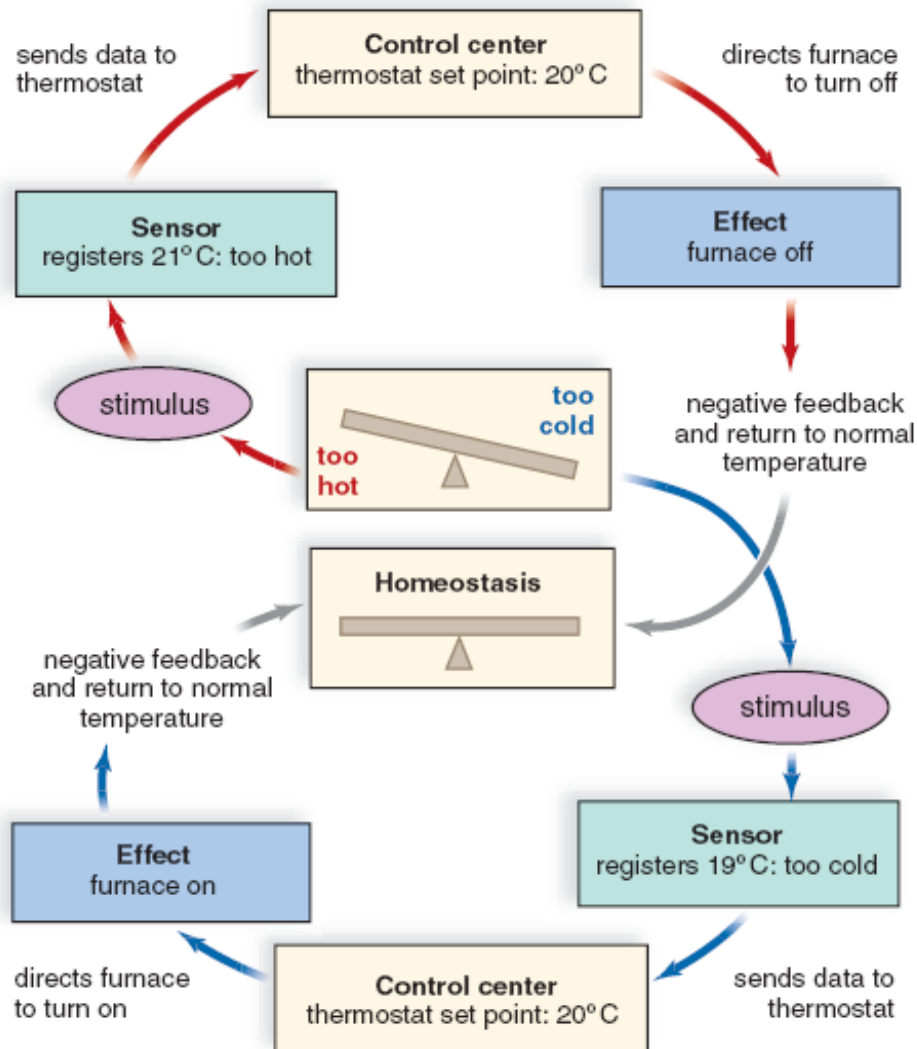 sends data to
thermostat
Control center
thermostat set point: 20°C
directs furnace
to turn off
Sensor
registers 21°C: too hot
Effect
furnace off
stimulus
too
cold
too
hot
negative feedback
and return to normal
temperature
Homeostasis
negative feedback
and return to normal
temperature
stimulus
Effect
furnace on
Sensor
registers 19°C: too cold
directs furnace
to turn on
Control center
thermostat set point: 20°C
sends data to
thermostat